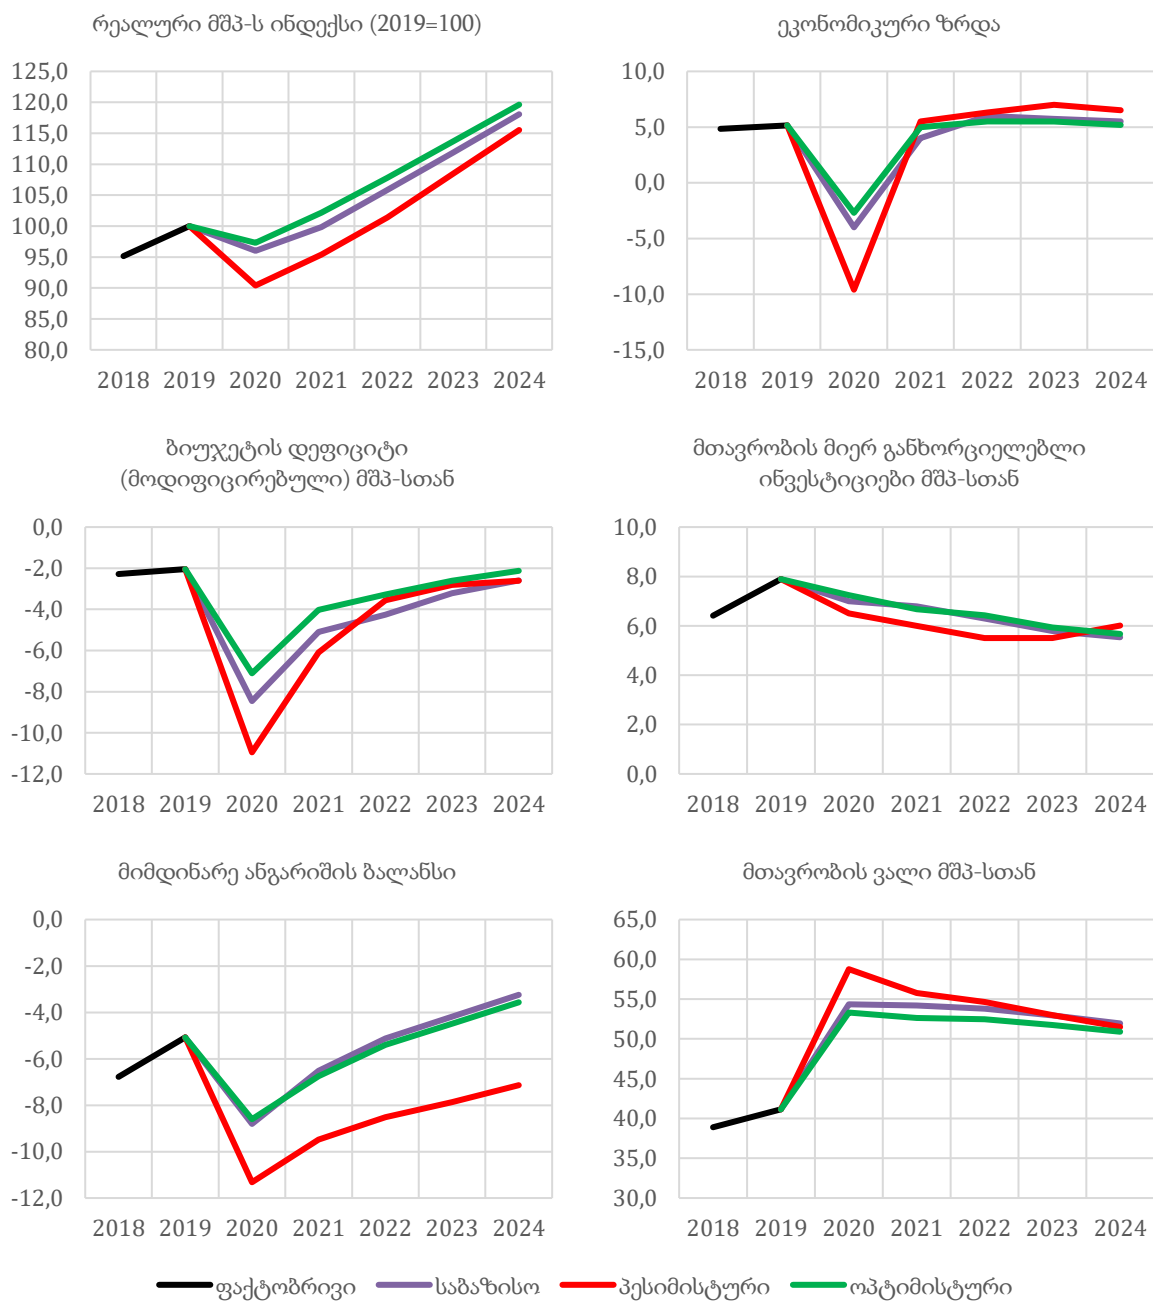 რეალური მშპ-ს ინდექსი (2019=100)
125,0
120,0
115,0
110,0
105,0
100,0
95,0
90,0
85,0
80,0
2018 2019 2020 2021 2022 2023 2024
ეკონომიკური ზრდა
10,0
5,0
0,0
-5,0
-10,0
-15,0
2018 2019 2020 2021 2022 2023 2024
ბიუჯეტის დეფიციტი
(მოდიფიცირებული) მშპ-სთან
0,0
-2,0
-4,0
-6,0
-8,0
-10,0
-12,0
2018 2019 2020 2021 2022 2023 2024
მთავრობის მიერ განხორციელებლი
ინვესტიციები მშპ-სთან
10,0
8,0
6,0
4,0
2,0
0,0
2018 2019 2020 2021 2022 2023 2024
მიმდინარე ანგარიშის ბალანსი
0,0
-2,0
-4,0
-6,0
-8,0
-10,0
-12,0
2018 2019 2020 2021 2022 2023 2024
მთავრობის ვალი მშპ-სთან
65,0
60,0
55,0
50,0
45,0
40,0
35,0
30,0
2018 2019 2020 2021 2022 2023 2024
ფაქტობრივი საბაზისო პესიმისტური ოპტიმისტური